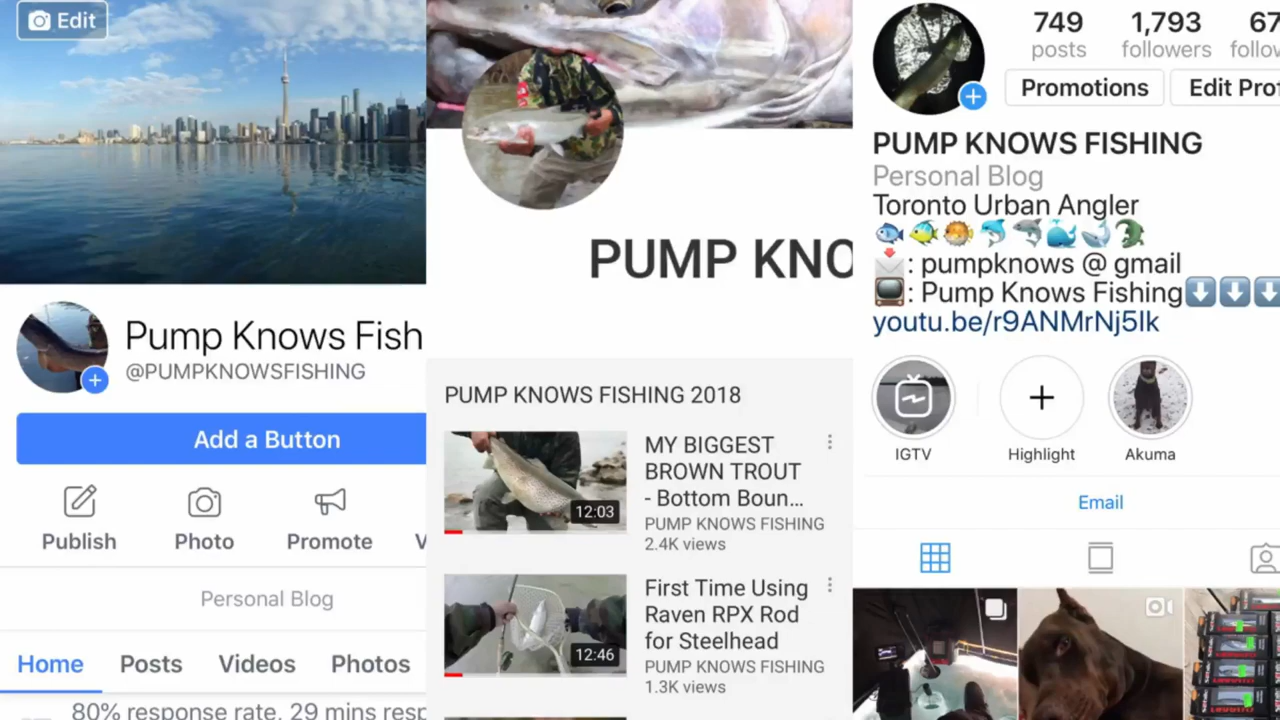 Edit
Pump Knows Fish
@PUMPKNOWSFISHING
Add a Button
Publish
Photo
Promote
V
Personal Blog
Home
Posts
Videos
Photos
80% response rate, 29 mins resp
PUMP KNO
PUMP KNOWS FISHING 2018
MY BIGGEST
BROWN TROUT
- Bottom Boun...
PUMP KNOWS FISHING
2.4K views
12:03
First Time Using
Raven RPX Rod
for Steelhead
PUMP KNOWS FISHING
1.3K views
12:46
749
posts
1,793
followers
67
follow
Promotions
Edit Prof
PUMP KNOWS FISHING
Personal Blog
Toronto Urban Angler
: pumpknows @ gmail
: Pump Knows Fishing
youtu.be/r9ANMrNj5lk
IGTV
Highlight
Akuma
Email